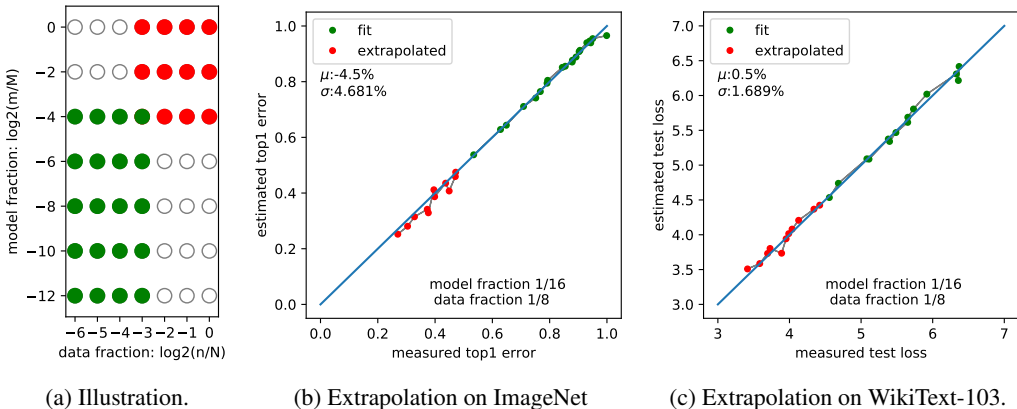 0
−2
−4
−6
−8
−10
−12
model fraction: log2(m/M)
−6 −5 −4 −3 −2 −1 0
data fraction: log2(n/N)
(a) Illustration.
fit
extrapolated
μ:-4.5%
σ:4.681%
1.0
0.8
0.6
0.4
0.2
0.0
estimated top1 error
model fraction 1/16
data fraction 1/8
0.0 0.2 0.4 0.6 0.8 1.0
measured top1 error
(b) Extrapolation on ImageNet
fit
extrapolated
μ:0.5%
σ:1.689%
7.0
6.5
6.0
5.5
5.0
4.5
4.0
3.5
3.0
estimated test loss
model fraction 1/16
data fraction 1/8
3 4 5 6 7
measured test loss
(c) Extrapolation on WikiText-103.